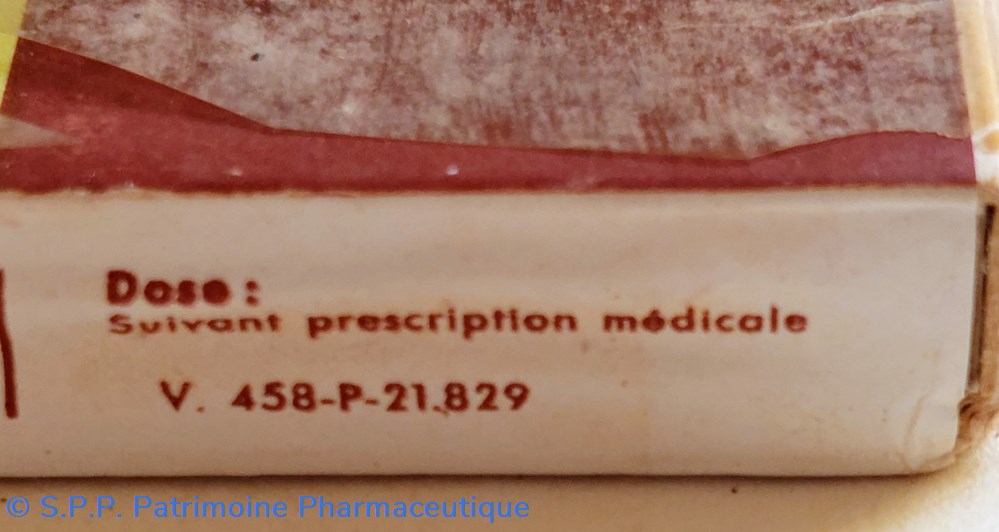 Dose :
Suivant prescription médicale
V. 458-P-21.829
© S.P.P. Patrimoine Pharmaceutique